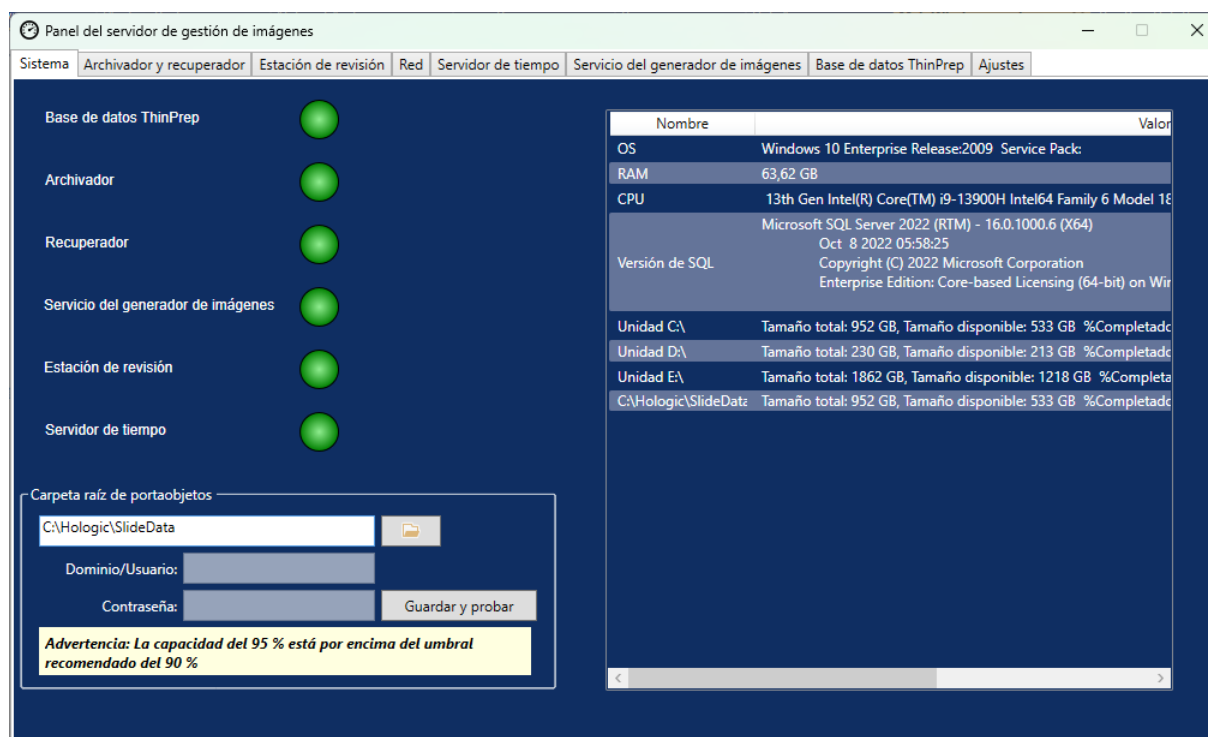 Panel del servidor de gestión de imágenes
Sistema Archivador y recuperador Estación de revisión Red Servidor de tiempo Servicio del generador de imágenes Base de datos ThinPrep Ajustes
Base de datos ThinPrep
Archivador
Recuperador
Servicio del generador de imágenes
Estación de revisión
Servidor de tiempo
Carpeta raíz de portaobjetos
C:\Hologic\SlideData
Dominio/Usuario:
Contraseña:
Guardar y probar
Advertencia: La capacidad del 95 % está por encima del umbral
recomendado del 90 %
Nombre Valor
OS Windows 10 Enterprise Release:2009 Service Pack:
RAM 63,62 GB
CPU 13th Gen Intel(R) Core(TM) i9-13900H Intel64 Family 6 Model 18
Versión de SQL Microsoft SQL Server 2022 (RTM) - 16.0.1000.6 (X64)
Oct 8 2022 05:58:25
Copyright (C) 2022 Microsoft Corporation
Enterprise Edition: Core-based Licensing (64-bit) on Wir
Unidad C:\ Tamaño total: 952 GB, Tamaño disponible: 533 GB %Completado
Unidad D:\ Tamaño total: 230 GB, Tamaño disponible: 213 GB %Completado
Unidad E:\ Tamaño total: 1862 GB, Tamaño disponible: 1218 GB %Completa
C:\Hologic\SlideData Tamaño total: 952 GB, Tamaño disponible: 533 GB %Completado